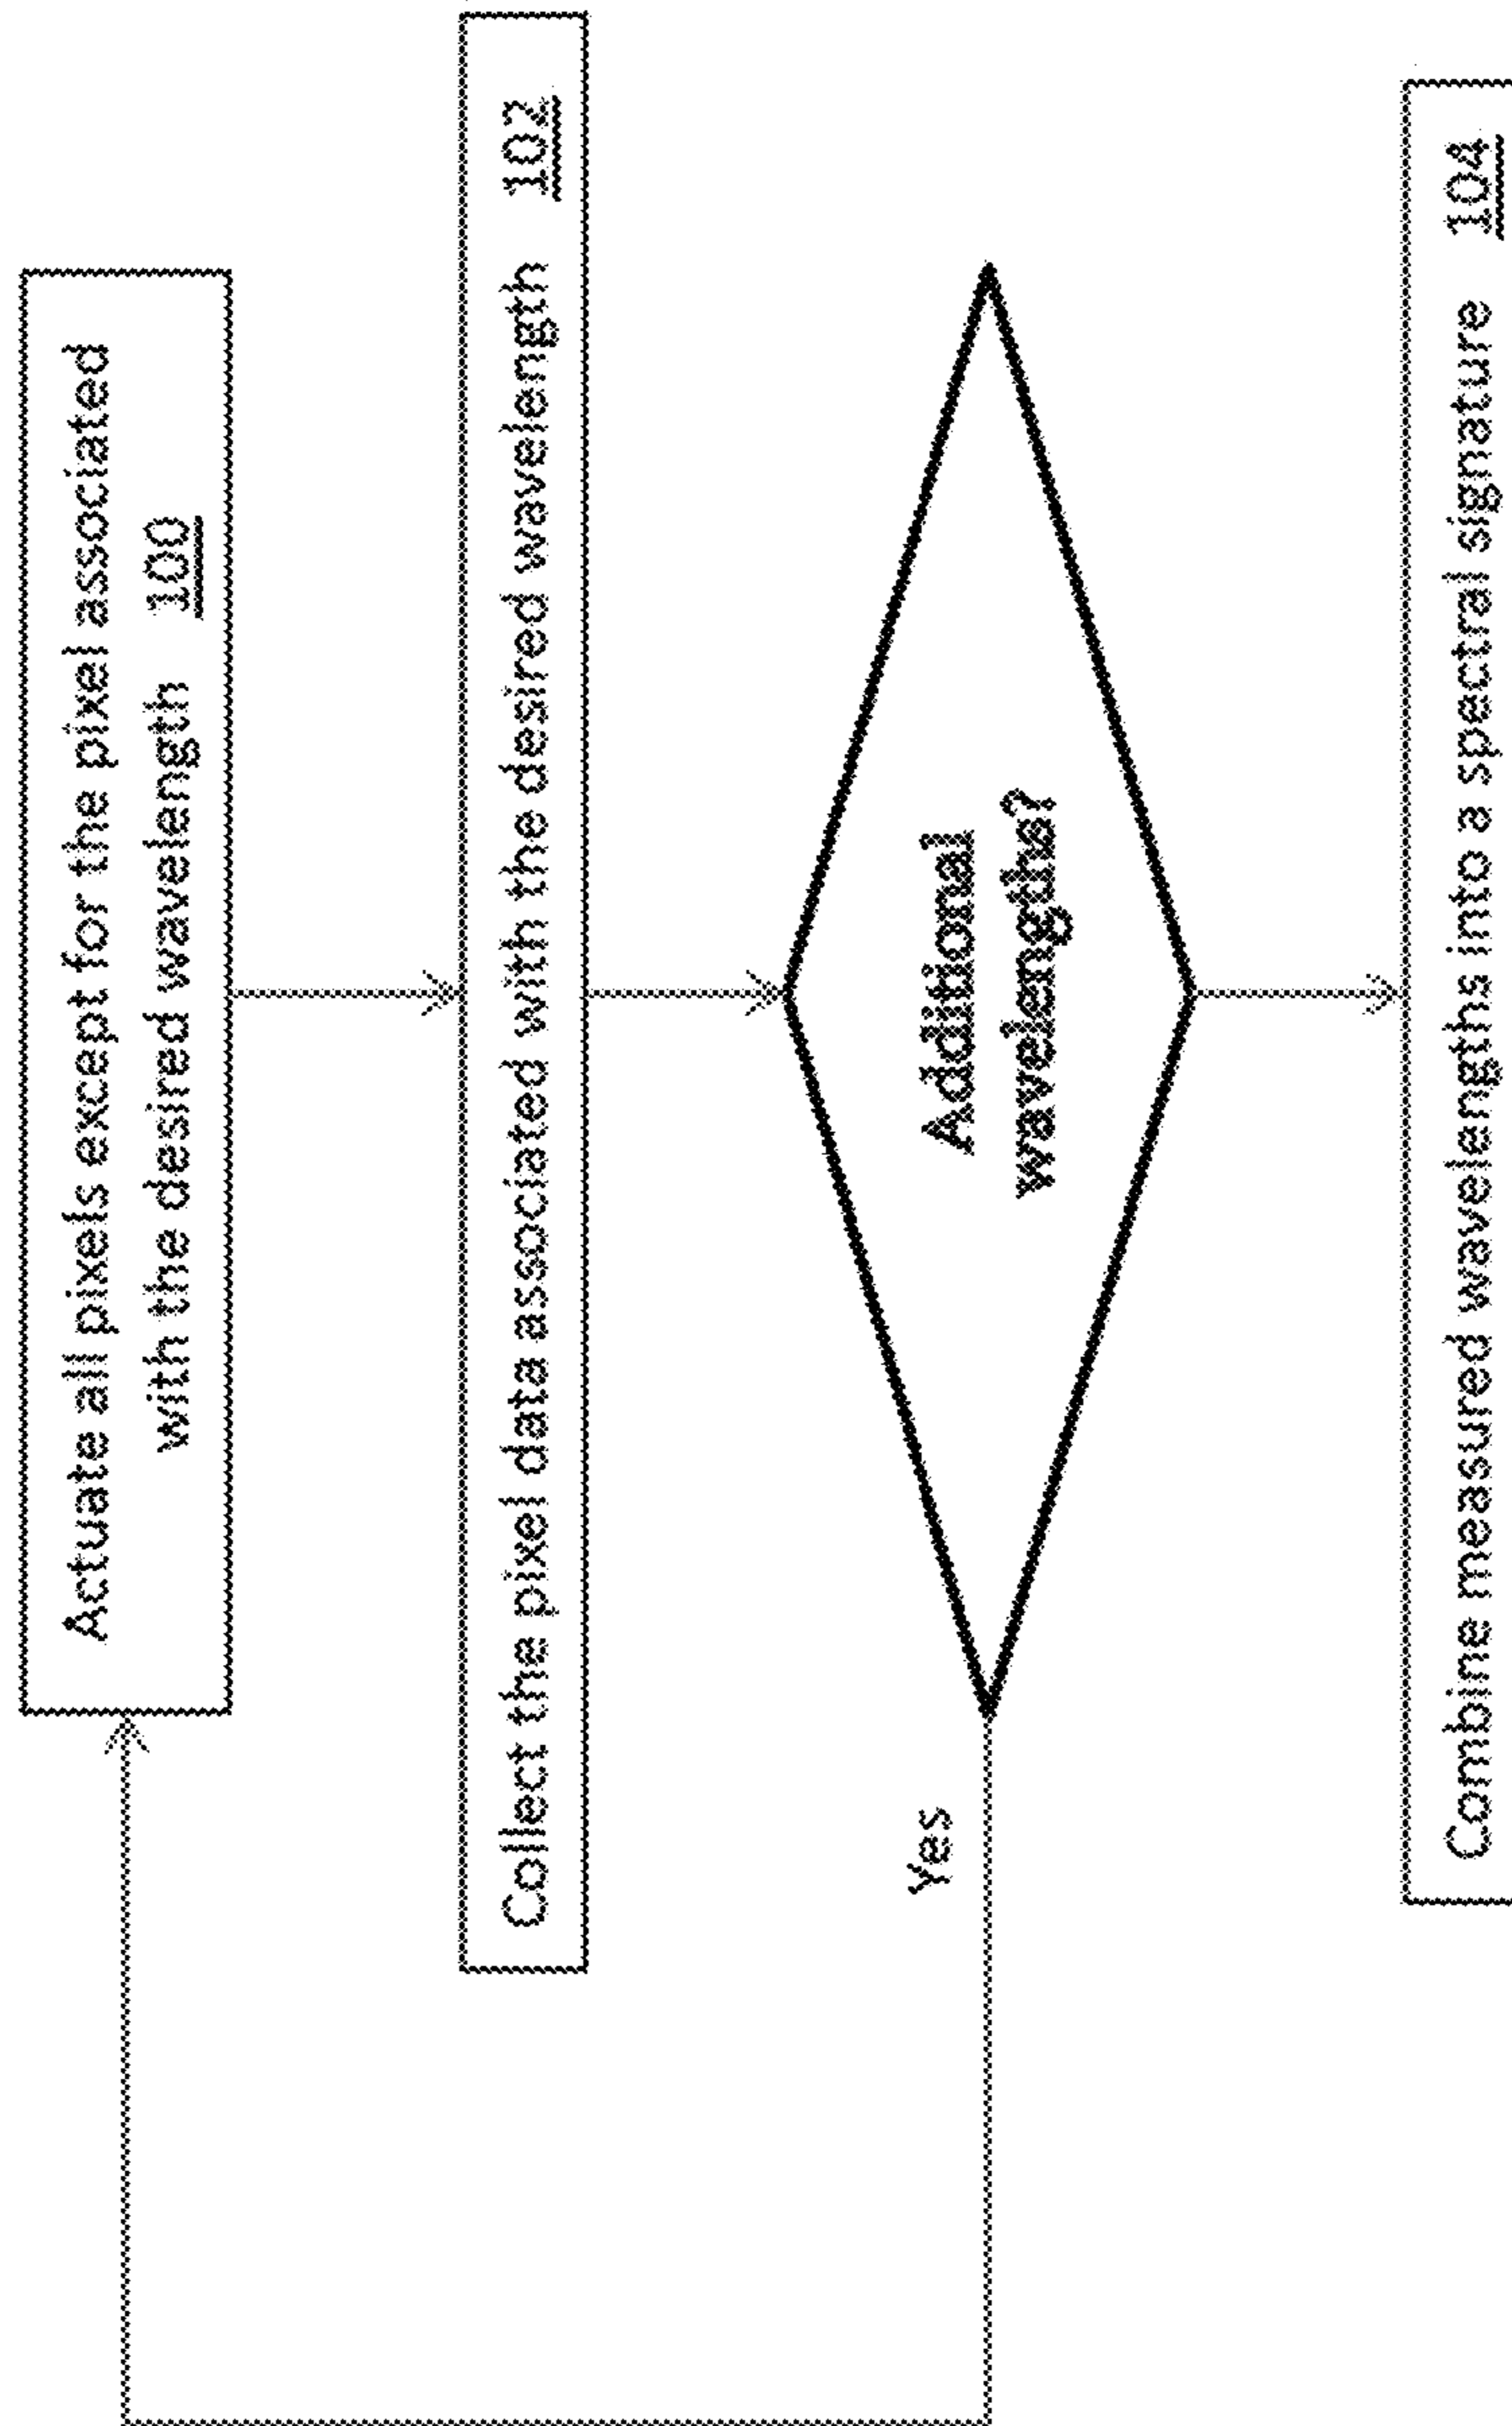 Actuate all pixels except for the pixel associated
with the desired wavelength 100
Collect the pixel data associated with the desired wavelength 102
Additional
wavelengths?
Yes
Combine measured wavelengths into a spectral signature 104